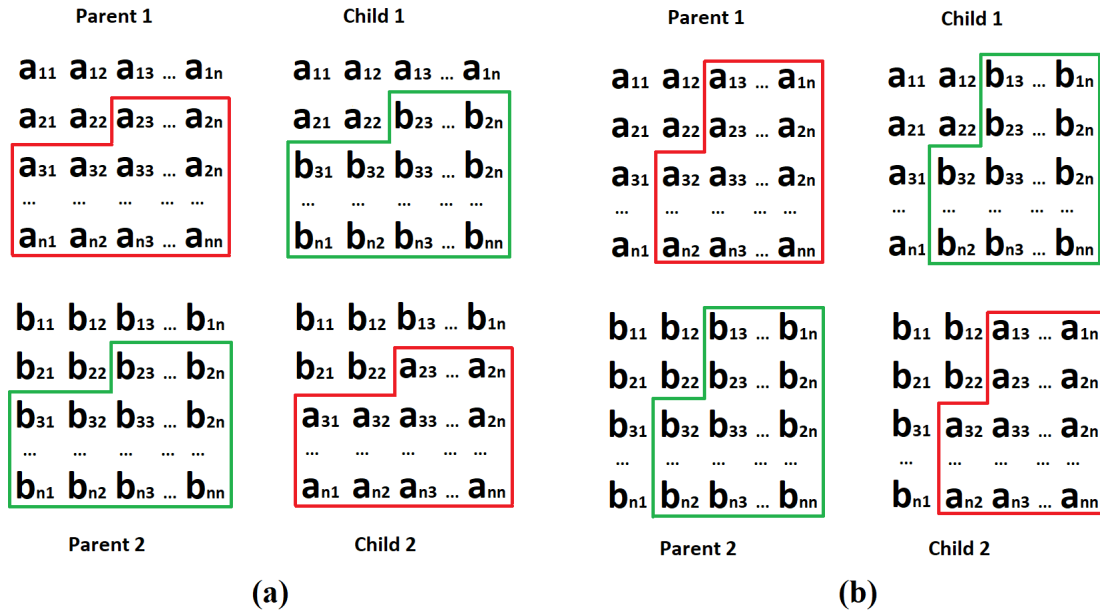 Parent 1 Child 1
a11 a12 a13 ... a1n a11 a12 a13 ... a1n
a21 a22 a23 ... a2n a21 a22 b23 ... b2n
a31 a32 a33 ... a2n b31 b32 b33 ... b2n
... ... ... ... ... ... ... ... ... ...
an1 an2 an3 ... ann bn1 bn2 bn3 ... bnn
b11 b12 b13 ... b1n b11 b12 b13 ... b1n
b21 b22 b23 ... b2n b21 b22 a23 ... a2n
b31 b32 b33 ... b2n a31 a32 a33 ... a2n
... ... ... ... ... ... ... ... ... ...
bn1 bn2 bn3 ... bnn an1 an2 an3 ... ann
Parent 2 Child 2
(a)
Parent 1 Child 1
a11 a12 a13 ... a1n a11 a12 b13 ... b1n
a21 a22 a23 ... a2n a21 a22 b23 ... b2n
a31 a32 a33 ... a2n a31 b32 b33 ... b2n
... ... ... ... ... ... ... ... ... ...
an1 an2 an3 ... ann an1 bn2 bn3 ... bnn
b11 b12 b13 ... b1n b11 b12 a13 ... a1n
b21 b22 b23 ... b2n b21 b22 a23 ... a2n
b31 b32 b33 ... b2n b31 a32 a33 ... a2n
... ... ... ... ... ... ... ... ... ...
bn1 bn2 bn3 ... bnn bn1 an2 an3 ... ann
Parent 2 Child 2
(b)